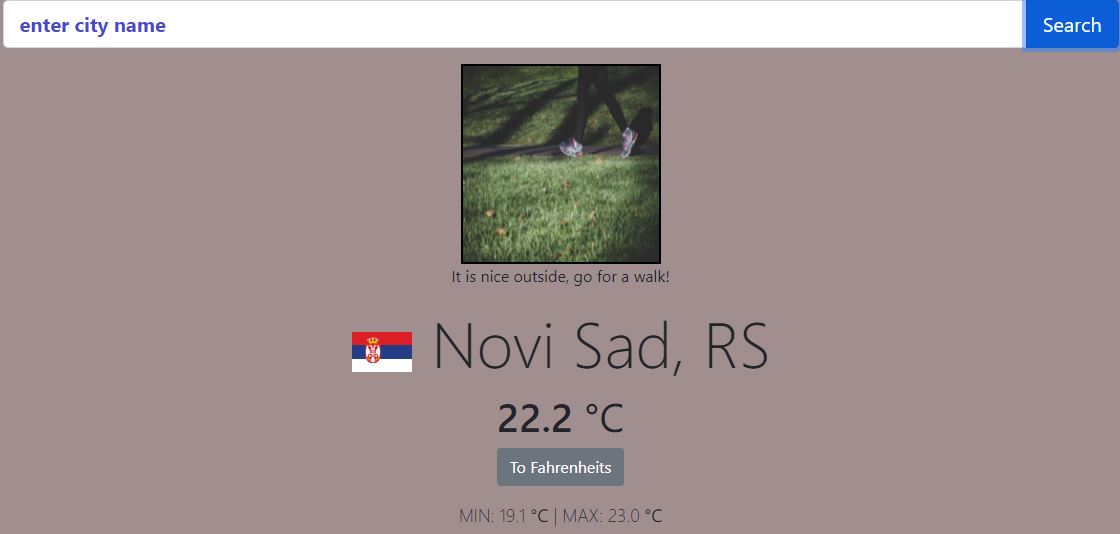 enter city name
Search
It is nice outside, go for a walk!
Novi Sad, RS
22.2 °C
To Fahrenheits
MIN: 19.1 °C | MAX: 23.0 °C